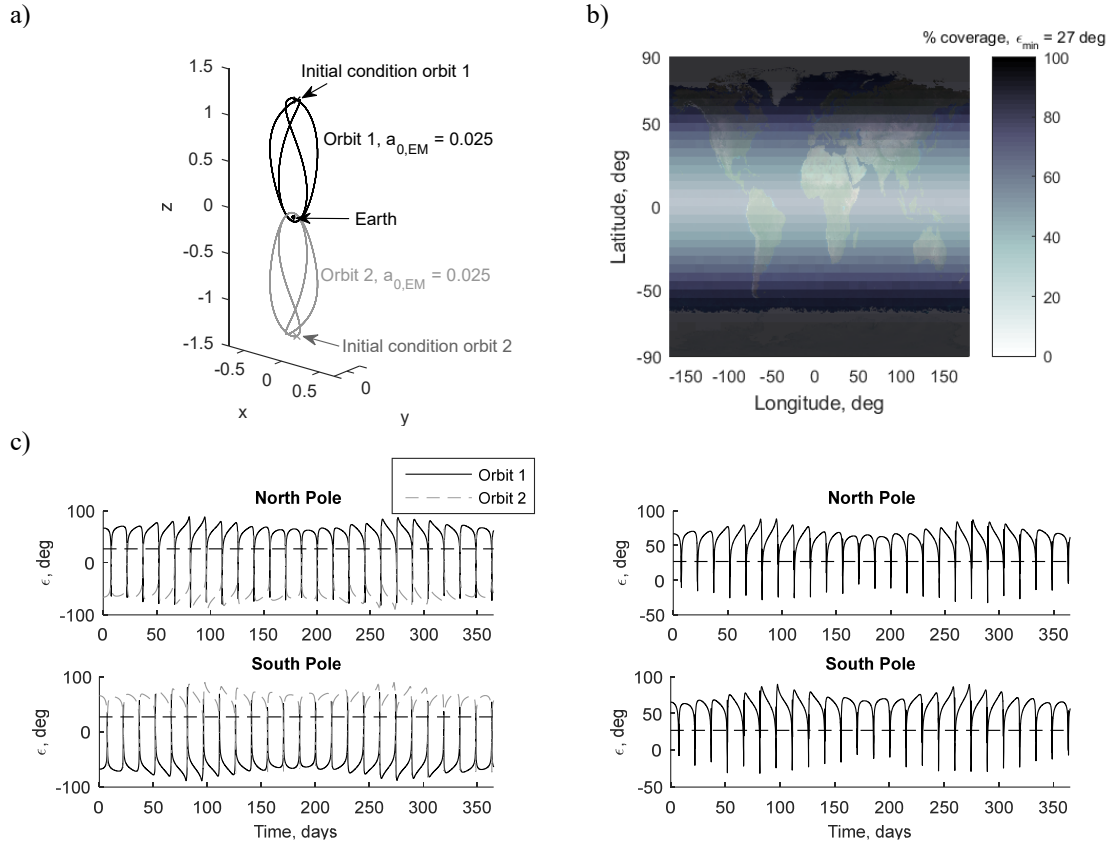 a)
1.5
1
0.5
0
-0.5
-1
-1.5
z
Initial condition orbit 1
Orbit 1, a0,EM = 0.025
Earth
Orbit 2, a0,EM = 0.025
Initial condition orbit 2
-0.5
0
0.5
0
x
y
b)
% coverage, ϵmin = 27 deg
90
50
0
-50
-90
Latitude, deg
-150 -100 -50 0 50 100 150
Longitude, deg
100
80
60
40
20
0
c)
Orbit 1
Orbit 2
North Pole
100
0
-100
ϵ, deg
0 50 100 150 200 250 300 350
South Pole
100
0
-100
ϵ, deg
0 50 100 150 200 250 300 350
Time, days
North Pole
100
50
0
-50
ϵ, deg
0 50 100 150 200 250 300 350
South Pole
100
50
0
-50
ϵ, deg
0 50 100 150 200 250 300 350
Time, days